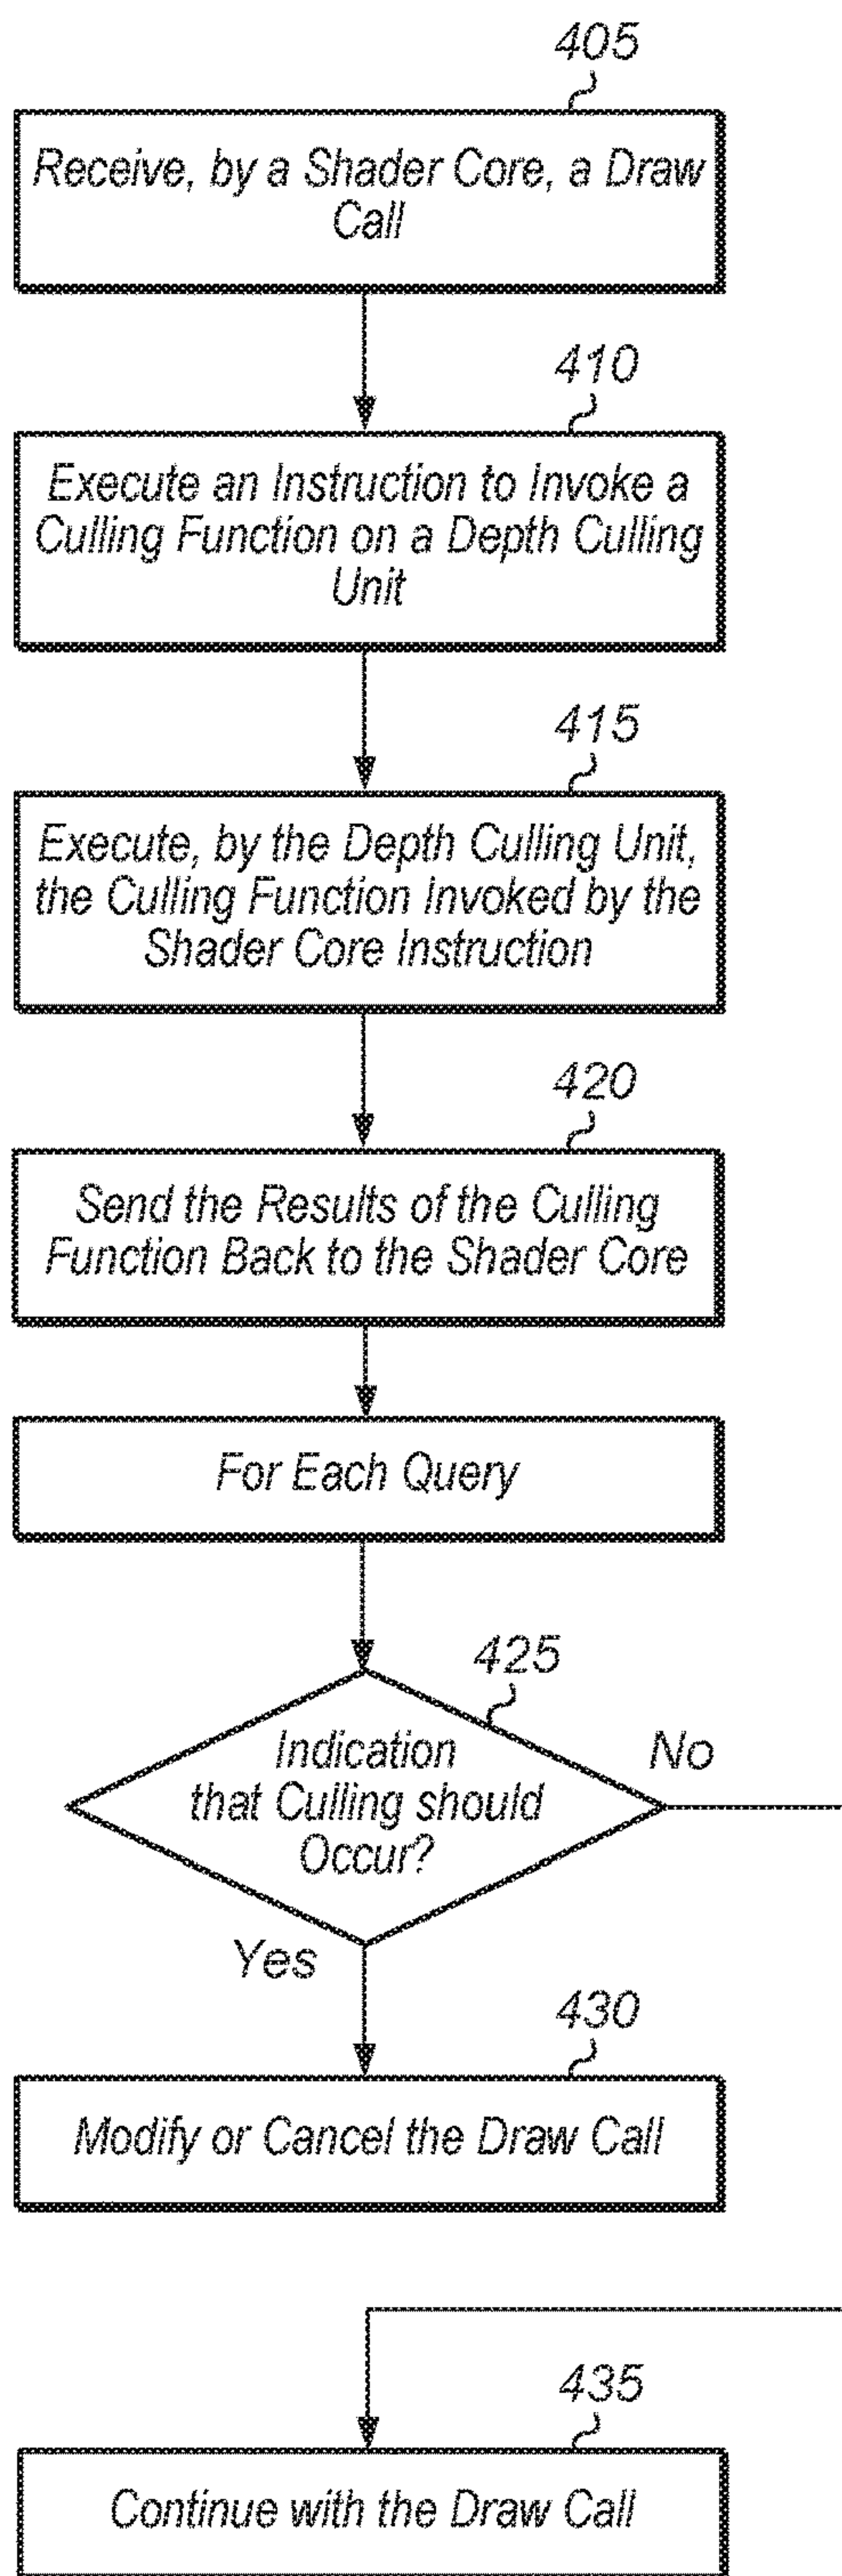 405
Receive, by a Shader Core, a Draw
Call
410
Execute an Instruction to Invoke a
Culling Function on a Depth Culling
Unit
415
Execute, by the Depth Culling Unit,
the Culling Function Invoked by the
Shader Core Instruction
420
Send the Results of the Culling
Function Back to the Shader Core
For Each Query
425
Indication
that Culling should
Occur?
No
Yes
430
Modify or Cancel the Draw Call
435
Continue with the Draw Call